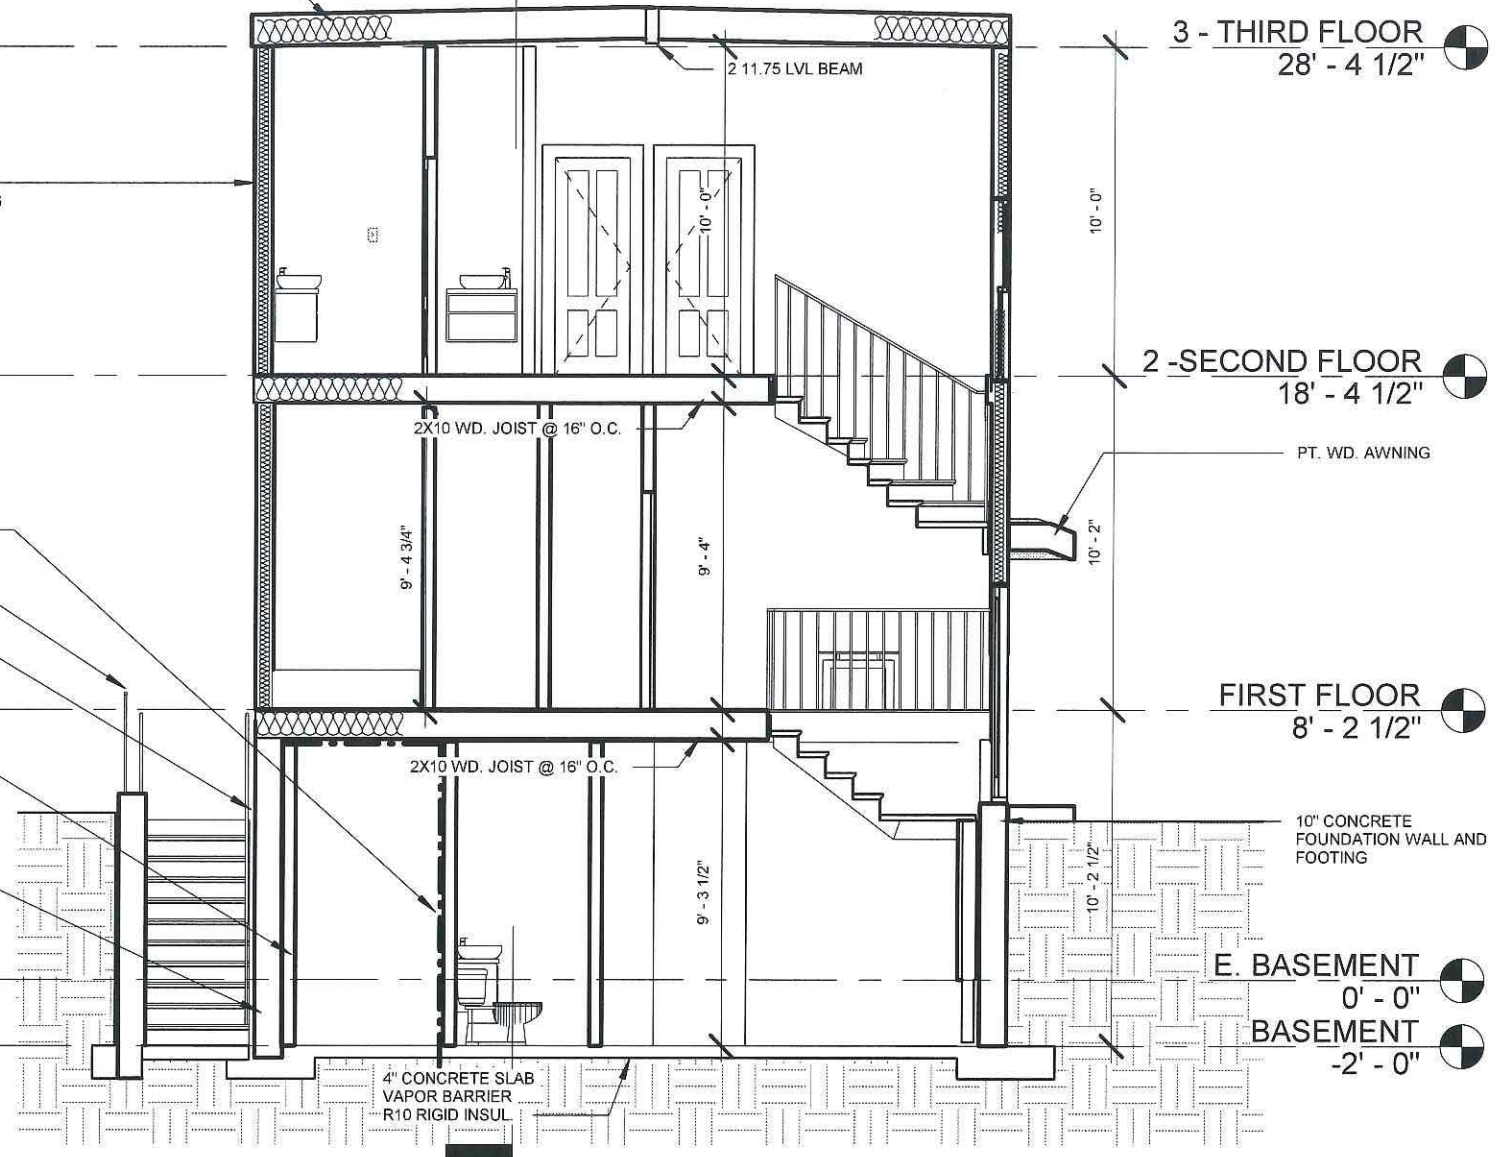 3 - THIRD FLOOR
28' - 4 1/2"
2 11.75 LVL BEAM
10' - 0"
10' - 0"
2 -SECOND FLOOR
18' - 4 1/2"
2X10 WD. JOIST @ 16" O.C.
PT. WD. AWNING
9' - 4 3/4"
9' - 4"
10' - 2"
FIRST FLOOR
8' - 2 1/2"
2X10 WD. JOIST @ 16" O.C.
10" CONCRETE
FOUNDATION WALL AND
FOOTING
9' - 3 1/2"
10' - 2 1/2"
E. BASEMENT
0' - 0"
BASEMENT
-2' - 0"
4" CONCRETE SLAB
VAPOR BARRIER
R10 RIGID INSUL.